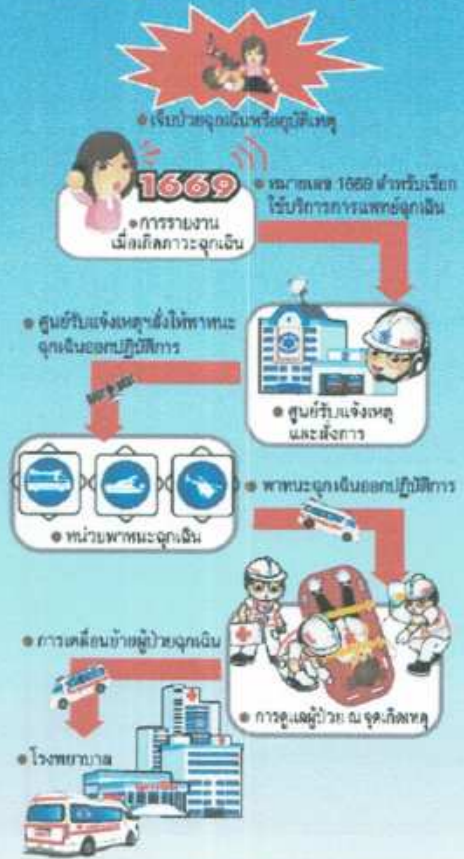 ● เจ็บป่วยฉุกเฉินหรืออุบัติเหตุ
1669
● การรายงาน
เมื่อเกิดภาวะฉุกเฉิน
● หมายเลข 1669 สำหรับเรียก
ใช้บริการการแพทย์ฉุกเฉิน
● ศูนย์รับแจ้งเหตุฯสั่งให้พาหนะ
ฉุกเฉินออกปฏิบัติการ
● ศูนย์รับแจ้งเหตุ
และสั่งการ
● หน่วยพาหนะฉุกเฉิน
● พาหนะฉุกเฉินออกปฏิบัติการ
● การเคลื่อนย้ายผู้ป่วยฉุกเฉิน
● การดูแลผู้ป่วย ณ จุดเกิดเหตุ
● โรงพยาบาล